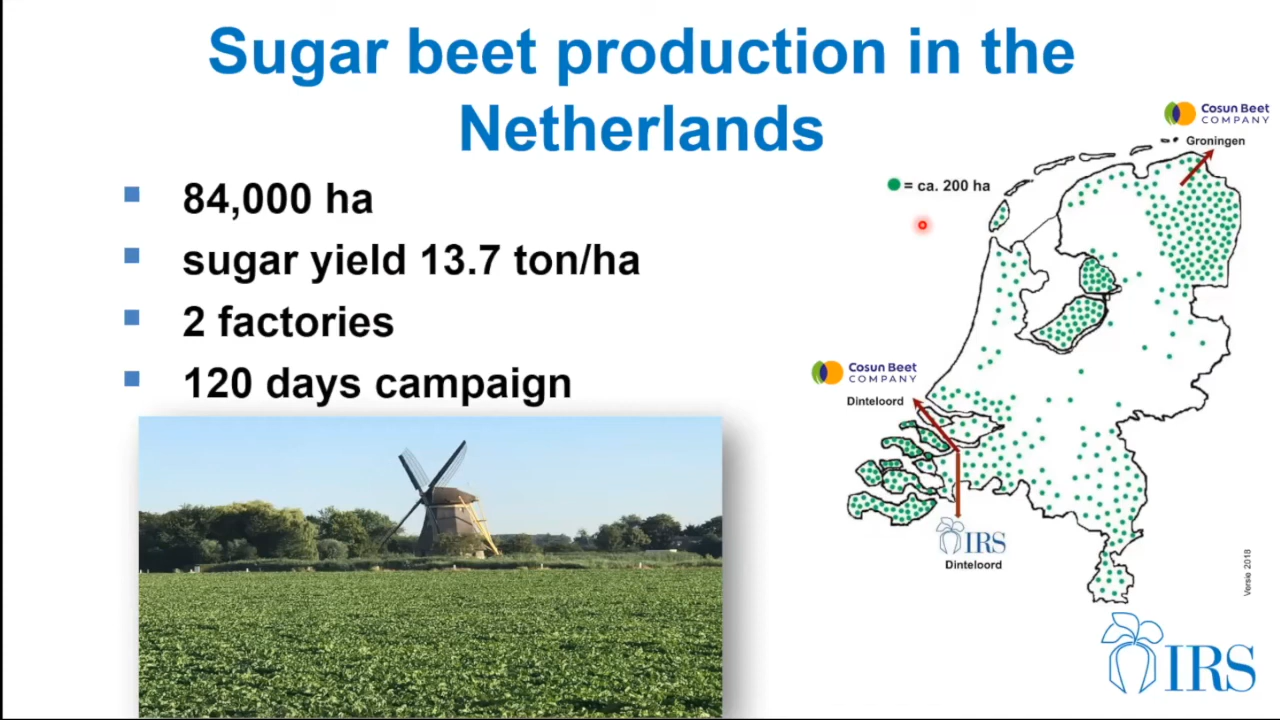 Sugar beet production in the
Netherlands
84,000 ha
sugar yield 13.7 ton/ha
2 factories
120 days campaign
Cosun Beet
COMPANY
Groningen
= ca. 200 ha
Cosun Beet
COMPANY
Dinteloord
IRS
Dinteloord
Versie 2018
IRS